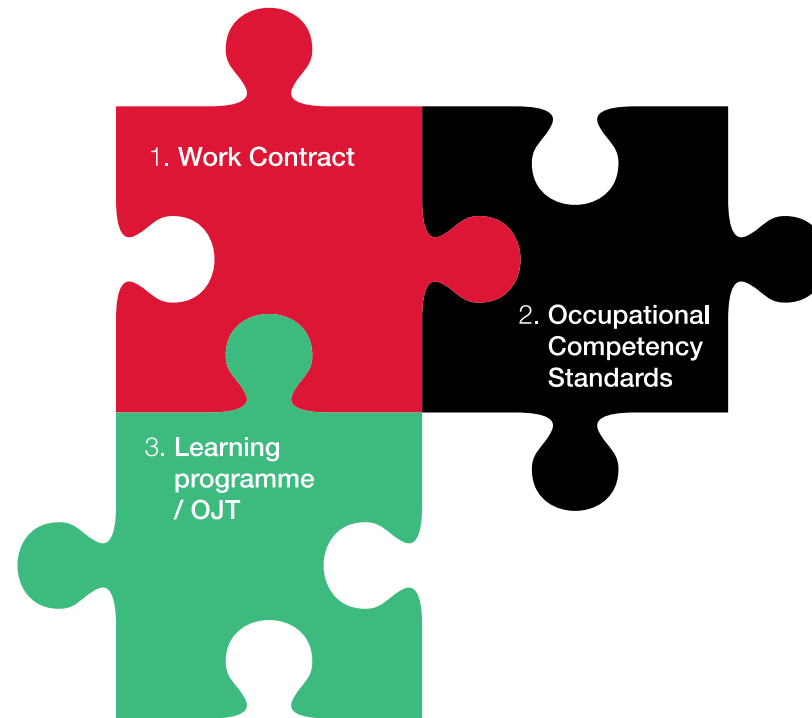 1. Work Contract
2. Occupational
Competency
Standards
3. Learning
programme
/ OJT